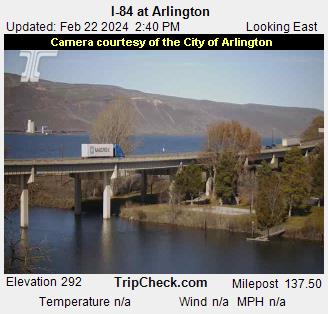 I-84 at Arlington
Updated: Feb 22 2024 2:40 PM Looking East
Camera courtesy of the City of Arlington
Elevation 292 TripCheck.com Milepost 137.50
Temperature n/a Wind n/a MPH n/a